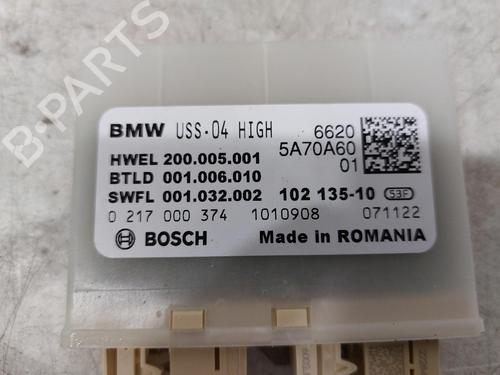 BMW USS-04 HIGH 6620
5A70A60
HWEL 200.005.001 01
BTLD 001.006.010
SWFL 001.032.002 102 135-10 S3F
0 217 000 374 1010908 071122
BOSCH Made in ROMANIA
B-PARTS